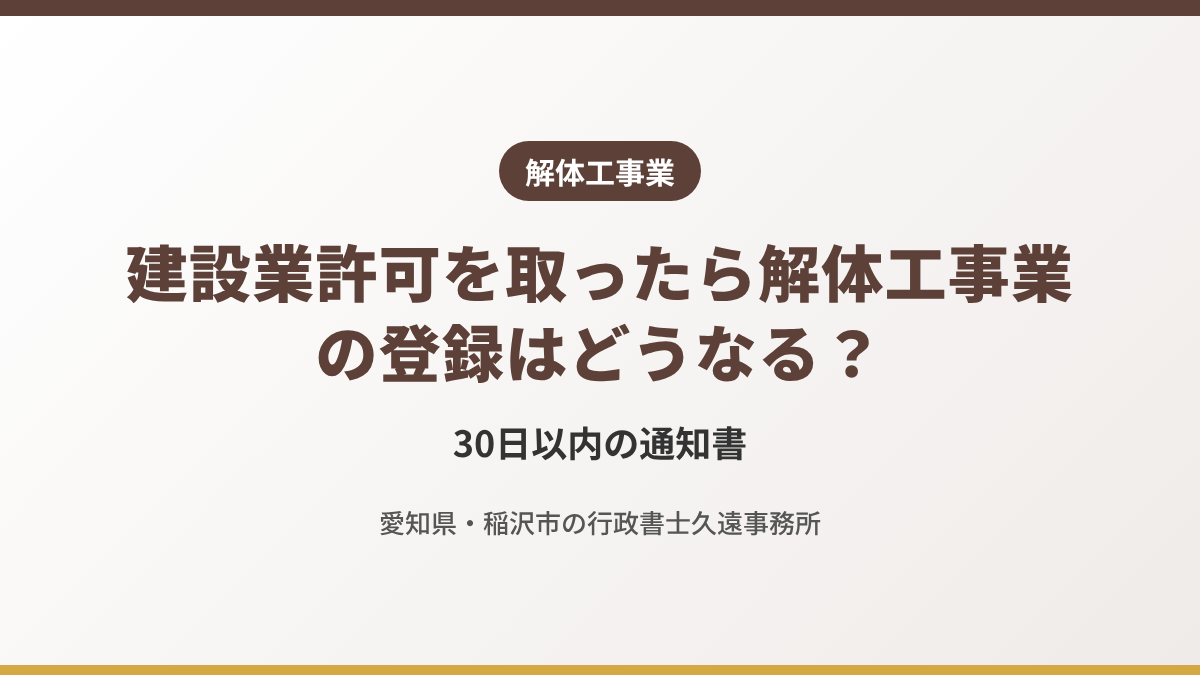 解体工事業
建設業許可を取ったら解体工事業
の登録はどうなる？
30日以内の通知書
愛知県・稲沢市の行政書士久遠事務所